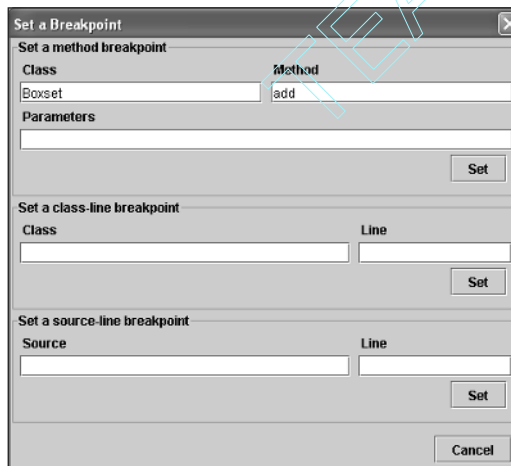 Set a Breakpoint
Set a method breakpoint
Class Method
Boxset add
Parameters
Set
Set a class-line breakpoint
Class Line
Set
Set a source-line breakpoint
Source Line
Set
Cancel